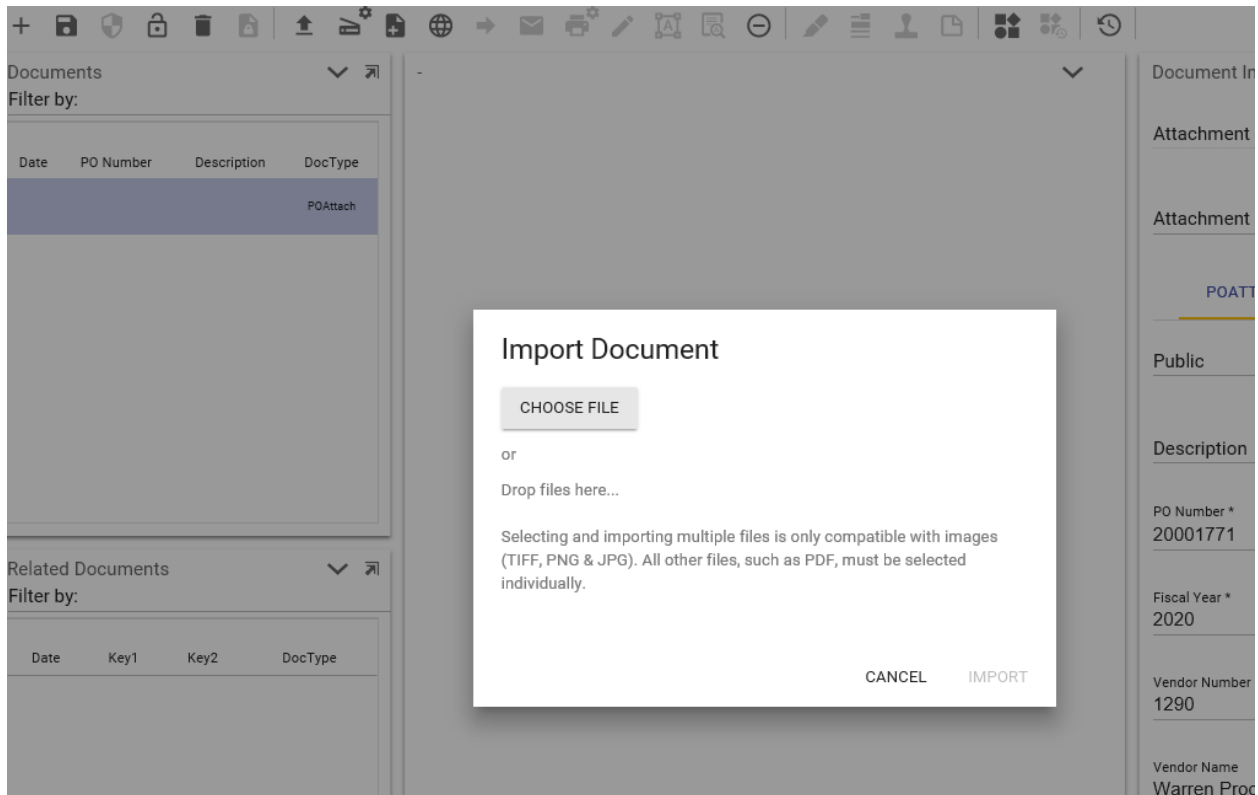 Documents
Filter by:
Date PO Number Description DocType
POAttach
Related Documents
Filter by:
Date Key1 Key2 DocType
-
Import Document
CHOOSE FILE
or
Drop files here...
Selecting and importing multiple files is only compatible with images
(TIFF, PNG & JPG). All other files, such as PDF, must be selected
individually.
CANCEL IMPORT
Document In
Attachment
Attachment
POATT
Public
Description
PO Number *
20001771
Fiscal Year *
2020
Vendor Number
1290
Vendor Name
Warren Proc